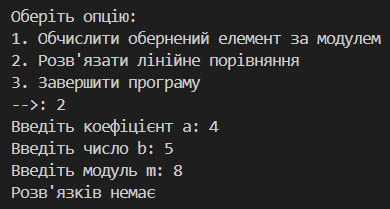 Оберіть опцію:
1. Обчислити обернений елемент за модулем
2. Розв'язати лінійне порівняння
3. Завершити програму
-->: 2
Введіть коефіцієнт a: 4
Введіть число b: 5
Введіть модуль m: 8
Розв'язків немає